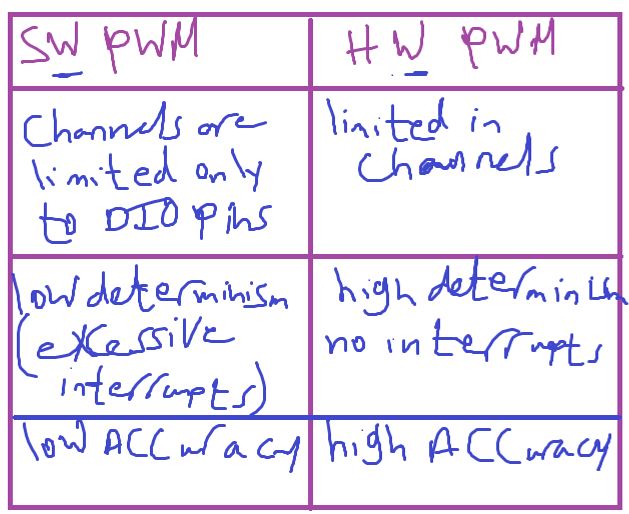 SW PWM
HW PWM
Channels are
limited only
to DIO Pins
limited in
channels
low determinism
(excessive
interrupts)
high determinism
no interrupts
low ACCuracy
high ACCuracy